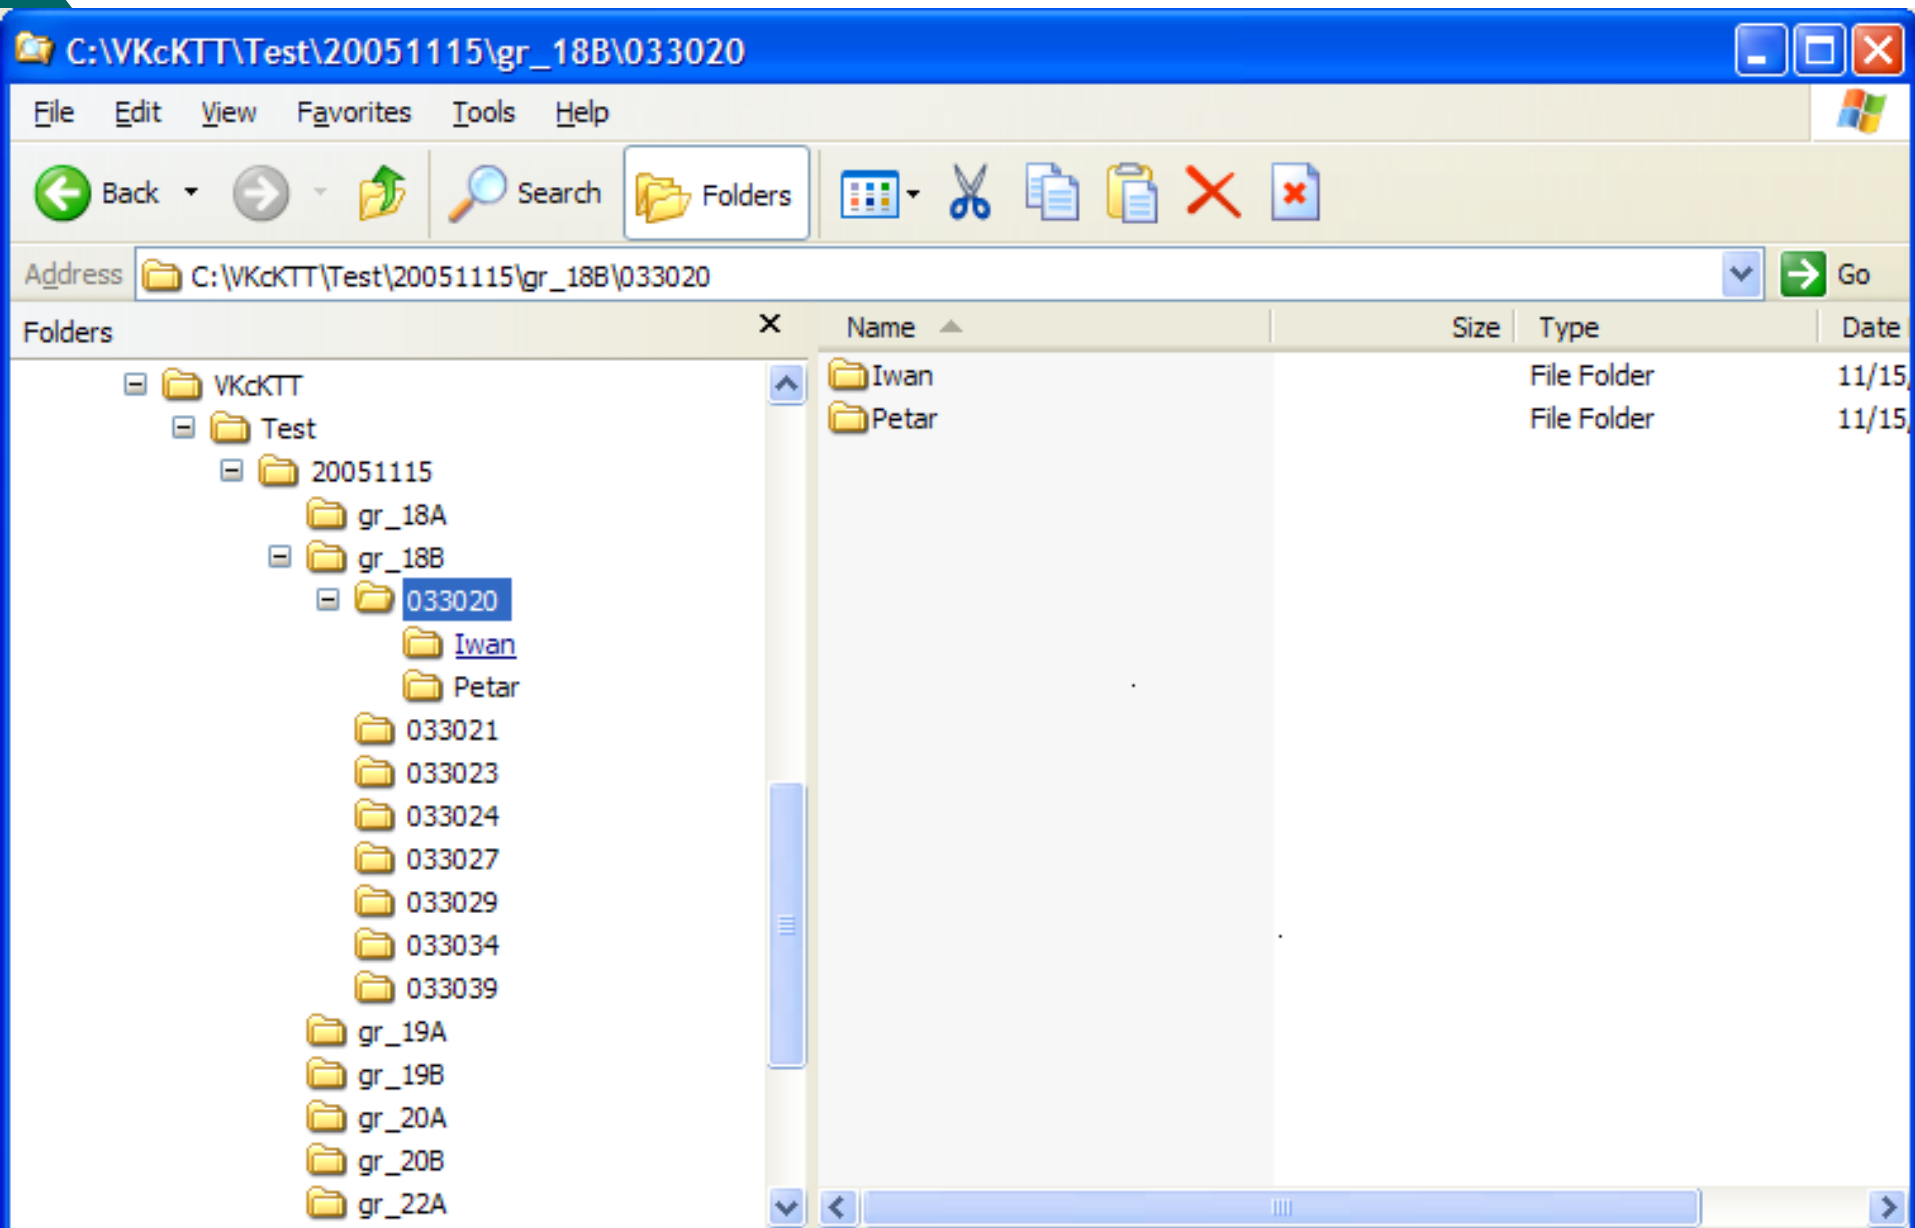 C:\VKcKTT\Test\20051115\gr_18B\033020
File Edit View Favorites Tools Help
Back Search Folders
Address C:\VKcKTT\Test\20051115\gr_18B\033020 Go
Folders
VKcKTT
Test
20051115
gr_18A
gr_18B
033020
Iwan
Petar
033021
033023
033024
033027
033029
033034
033039
gr_19A
gr_19B
gr_20A
gr_20B
gr_22A
Name Size Type Date
Iwan File Folder 11/15/
Petar File Folder 11/15/